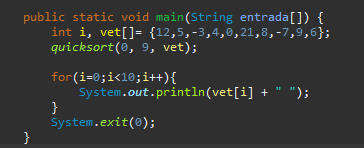 public static void main(String entrada[]) {
int i, vet[]= {12,5,-3,4,0,21,8,-7,9,6};
quicksort(0, 9, vet);
for(i=0;i<10;i++){
System.out.println(vet[i] + " ");
}
System.exit(0);
}